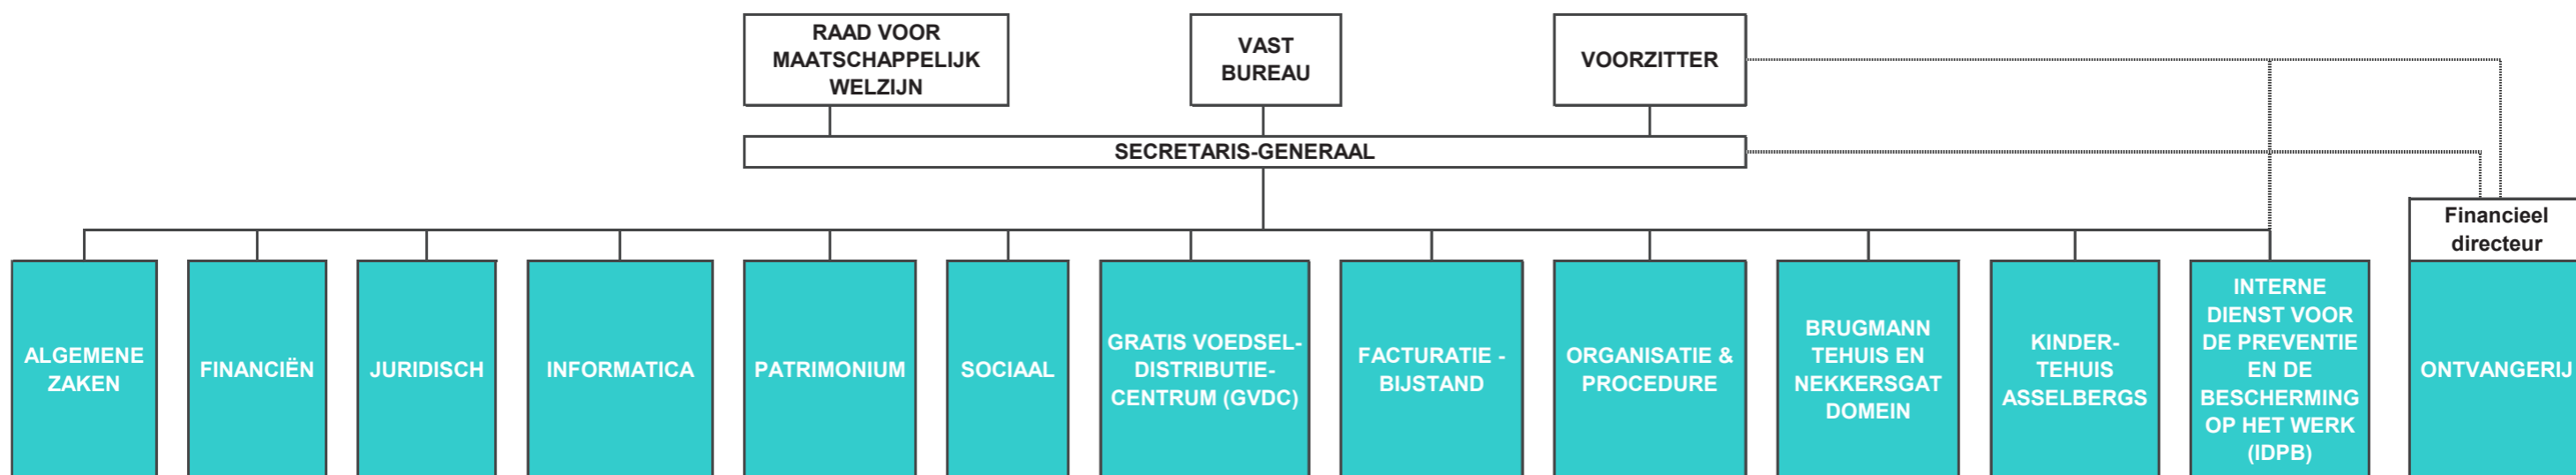 RAAD VOOR
MAATSCHAPPELIJK
WELZIJN
VAST
BUREAU
VOORZITTER
SECRETARIS-GENERAAL
Financieel
directeur
ALGEMENE
ZAKEN
FINANCIËN
JURIDISCH
INFORMATICA
PATRIMONIUM
SOCIAAL
GRATIS VOEDSEL-
DISTRIBUTIE-
CENTRUM (GVDC)
FACTURATIE -
BIJSTAND
ORGANISATIE &
PROCEDURE
BRUGMANN
TEHUIS EN
NEKKERSGAT
DOMEIN
KINDER-
TEHUIS
ASSELBERGS
INTERNE
DIENST VOOR
DE PREVENTIE
EN DE
BESCHERMING
OP HET WERK
(IDPB)
ONTVANGERIJ